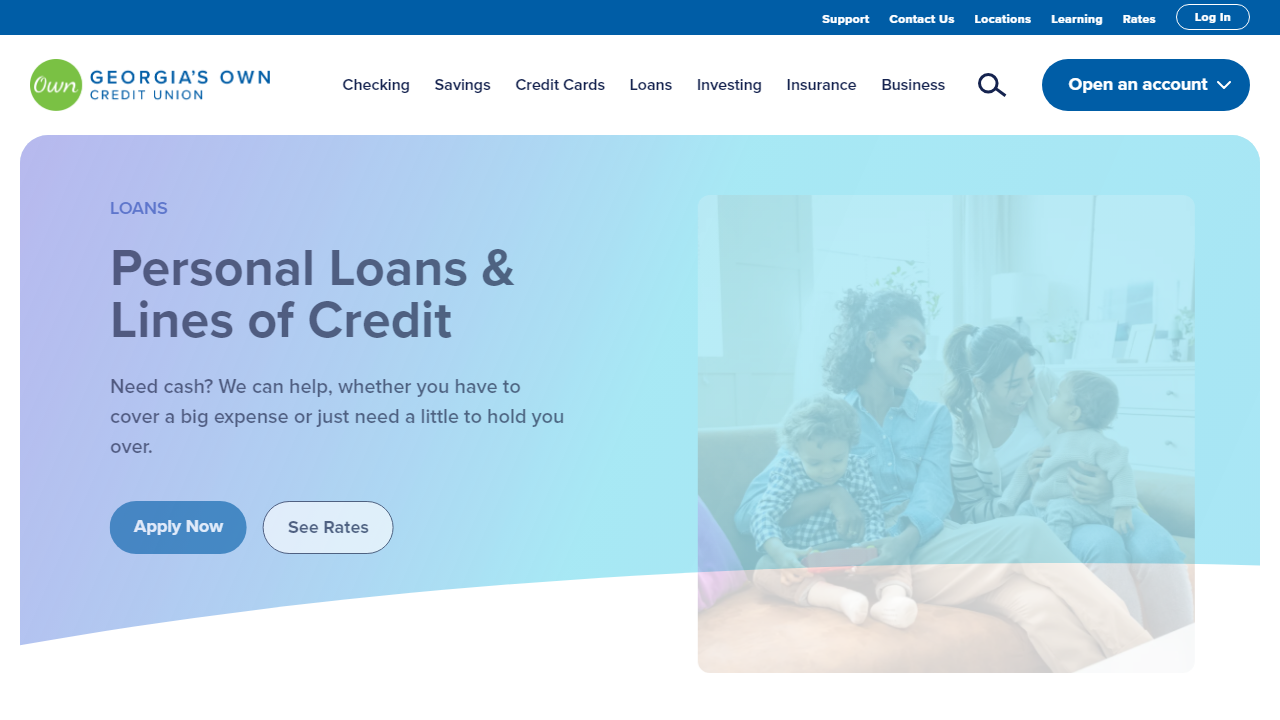 Support Contact Us Locations Learning Rates Log In
Own GEORGIA'S OWN
CREDIT UNION
Checking Savings Credit Cards Loans Investing Insurance Business Open an account
LOANS
Personal Loans &
Lines of Credit
Need cash? We can help, whether you have to
cover a big expense or just need a little to hold you
over.
Apply Now See Rates